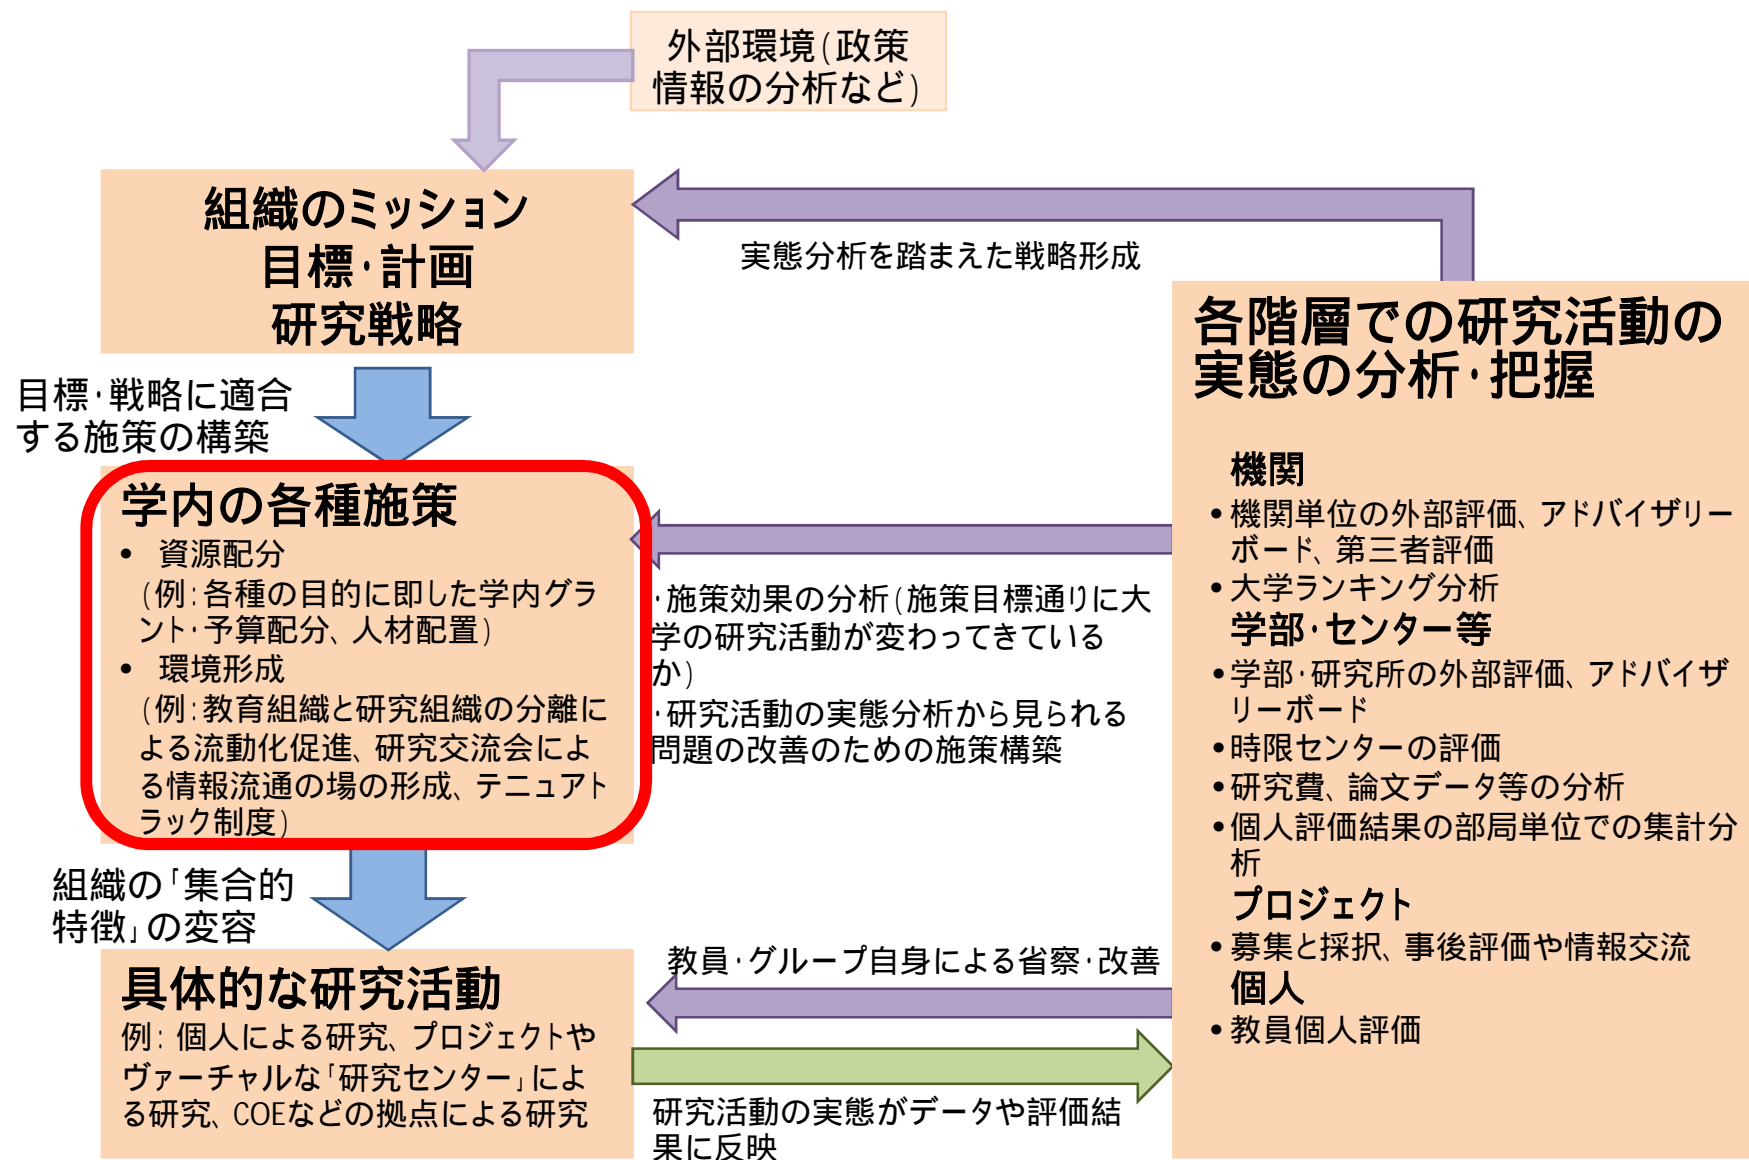 外部環境(政策
情報の分析など)
組織のミッション
目標・計画
研究戦略
実態分析を踏まえた戦略形成
目標・戦略に適合
する施策の構築
学内の各種施策
• 資源配分
(例:各種の目的に即した学内グラ
ント・予算配分、人材配置)
• 環境形成
(例:教育組織と研究組織の分離に
よる流動化促進、研究交流会によ
る情報流通の場の形成、テニュアト
ラック制度)
・施策効果の分析(施策目標通りに大
学の研究活動が変わってきている
か)
・研究活動の実態分析から見られる
問題の改善のための施策構築
組織の「集合的
特徴」の変容
具体的な研究活動
例:個人による研究、プロジェクトや
ヴァーチャルな「研究センター」によ
る研究、COEなどの拠点による研究
教員・グループ自身による省察・改善
研究活動の実態がデータや評価結
果に反映
各階層での研究活動の
実態の分析・把握
機関
•機関単位の外部評価、アドバイザリー
ボード、第三者評価
•大学ランキング分析
学部・センター等
•学部・研究所の外部評価、アドバイザ
リーボード
•時限センターの評価
•研究費、論文データ等の分析
•個人評価結果の部局単位での集計分
析
プロジェクト
•募集と採択、事後評価や情報交流
個人
•教員個人評価